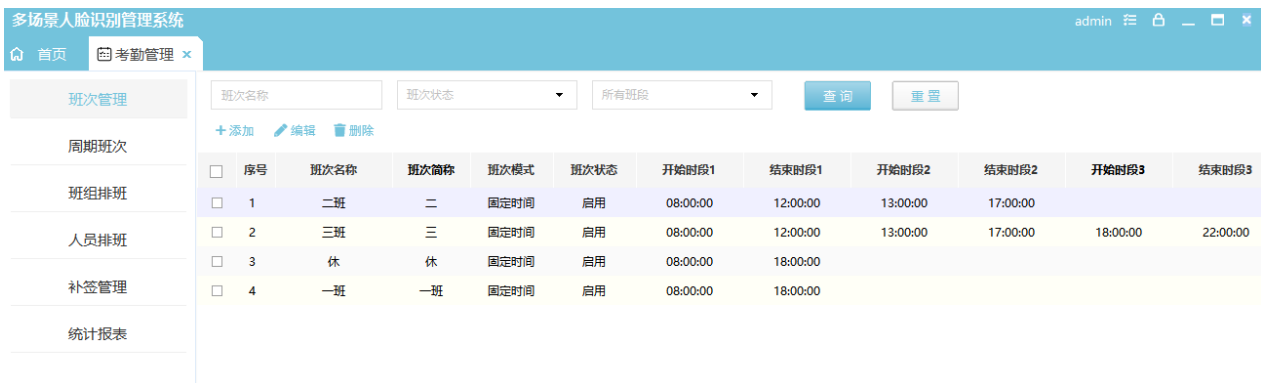 多场景人脸识别管理系统 admin
首页 考勤管理 ×
班次管理
周期班次
班组排班
人员排班
补签管理
统计报表
班次名称 班次状态 所有班段 查询 重置
+添加 编辑 删除
序号 班次名称 班次简称 班次模式 班次状态 开始时段1 结束时段1 开始时段2 结束时段2 开始时段3 结束时段3
1 二班 二 固定时间 启用 08:00:00 12:00:00 13:00:00 17:00:00
2 三班 三 固定时间 启用 08:00:00 12:00:00 13:00:00 17:00:00 18:00:00 22:00:00
3 休 休 固定时间 启用 08:00:00 18:00:00
4 一班 一班 固定时间 启用 08:00:00 18:00:00